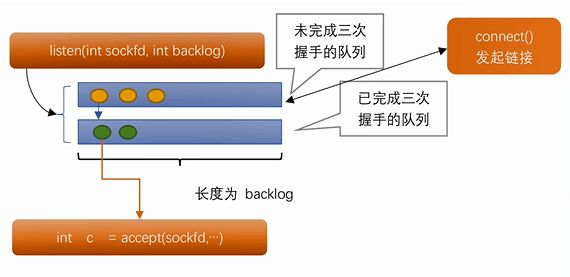 listen(int sockfd, int backlog)
未完成三次
握手的队列
connect()
发起链接
已完成三次
握手的队列
长度为 backlog
int c = accept(sockfd,···)